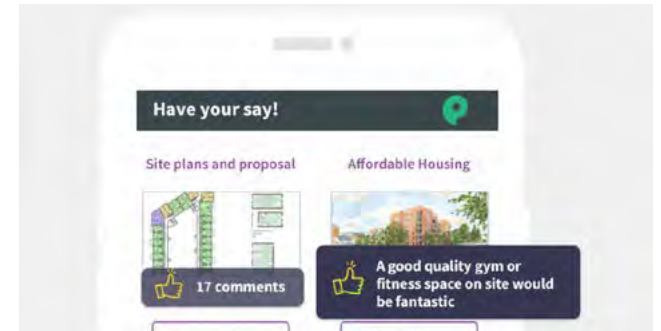 Have your say!
Site plans and proposal
Affordable Housing
17 comments
A good quality gym or
fitness space on site would
be fantastic